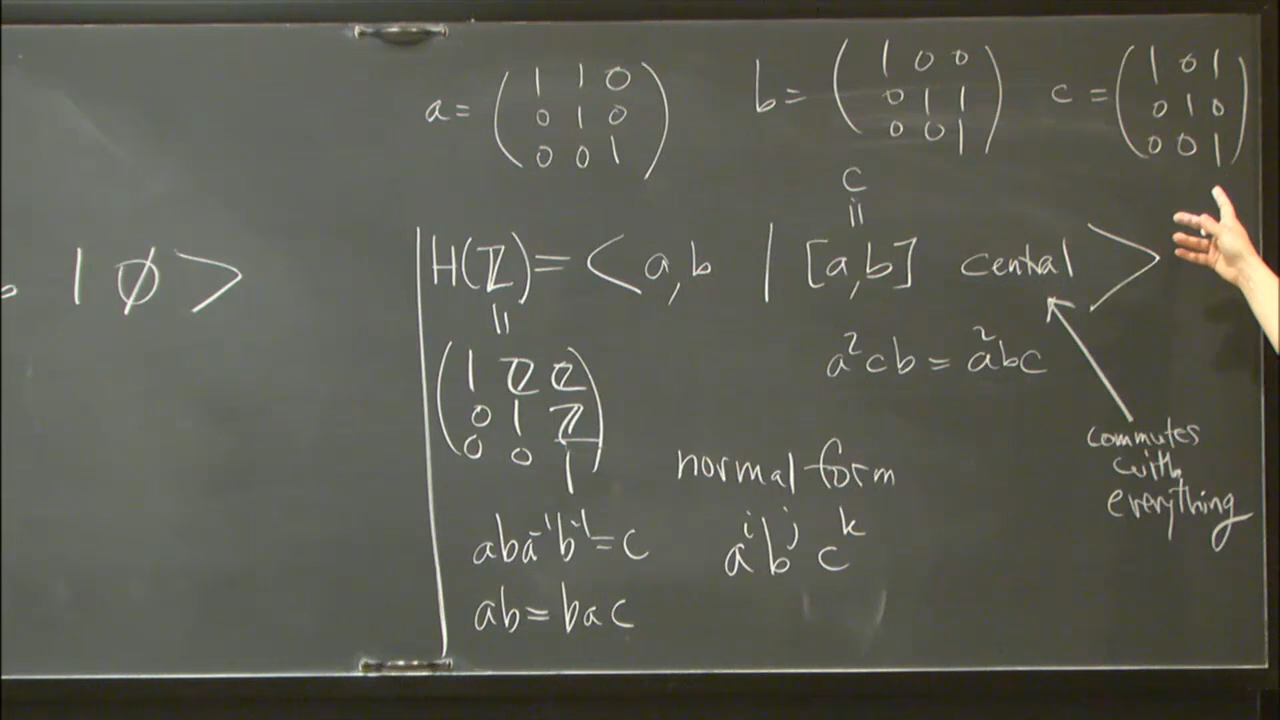 a = ( 1 1 0
0 1 0
0 0 1 )
b = ( 1 0 0
0 1 1
0 0 1 )
c = ( 1 0 1
0 1 0
0 0 1 )
| ∅ >
c
=
H(ℤ) = < a, b | [a, b] central >
=
( 1 ℤ ℤ
0 1 ℤ
0 0 1 )
a²cb = a²bc
commutes
with
everything
normal form
aⁱbʲcᵏ
aba⁻¹b⁻¹ = c
ab = bac